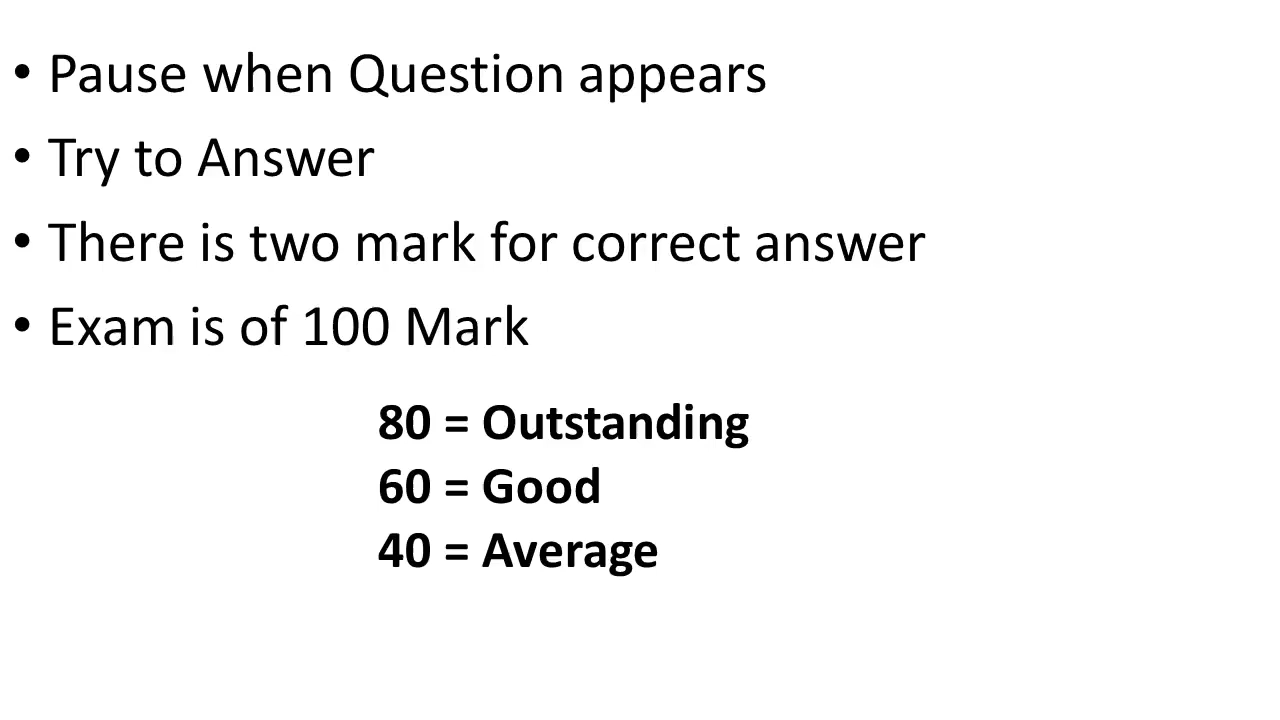 • Pause when Question appears
• Try to Answer
• There is two mark for correct answer
• Exam is of 100 Mark
80 = Outstanding
60 = Good
40 = Average